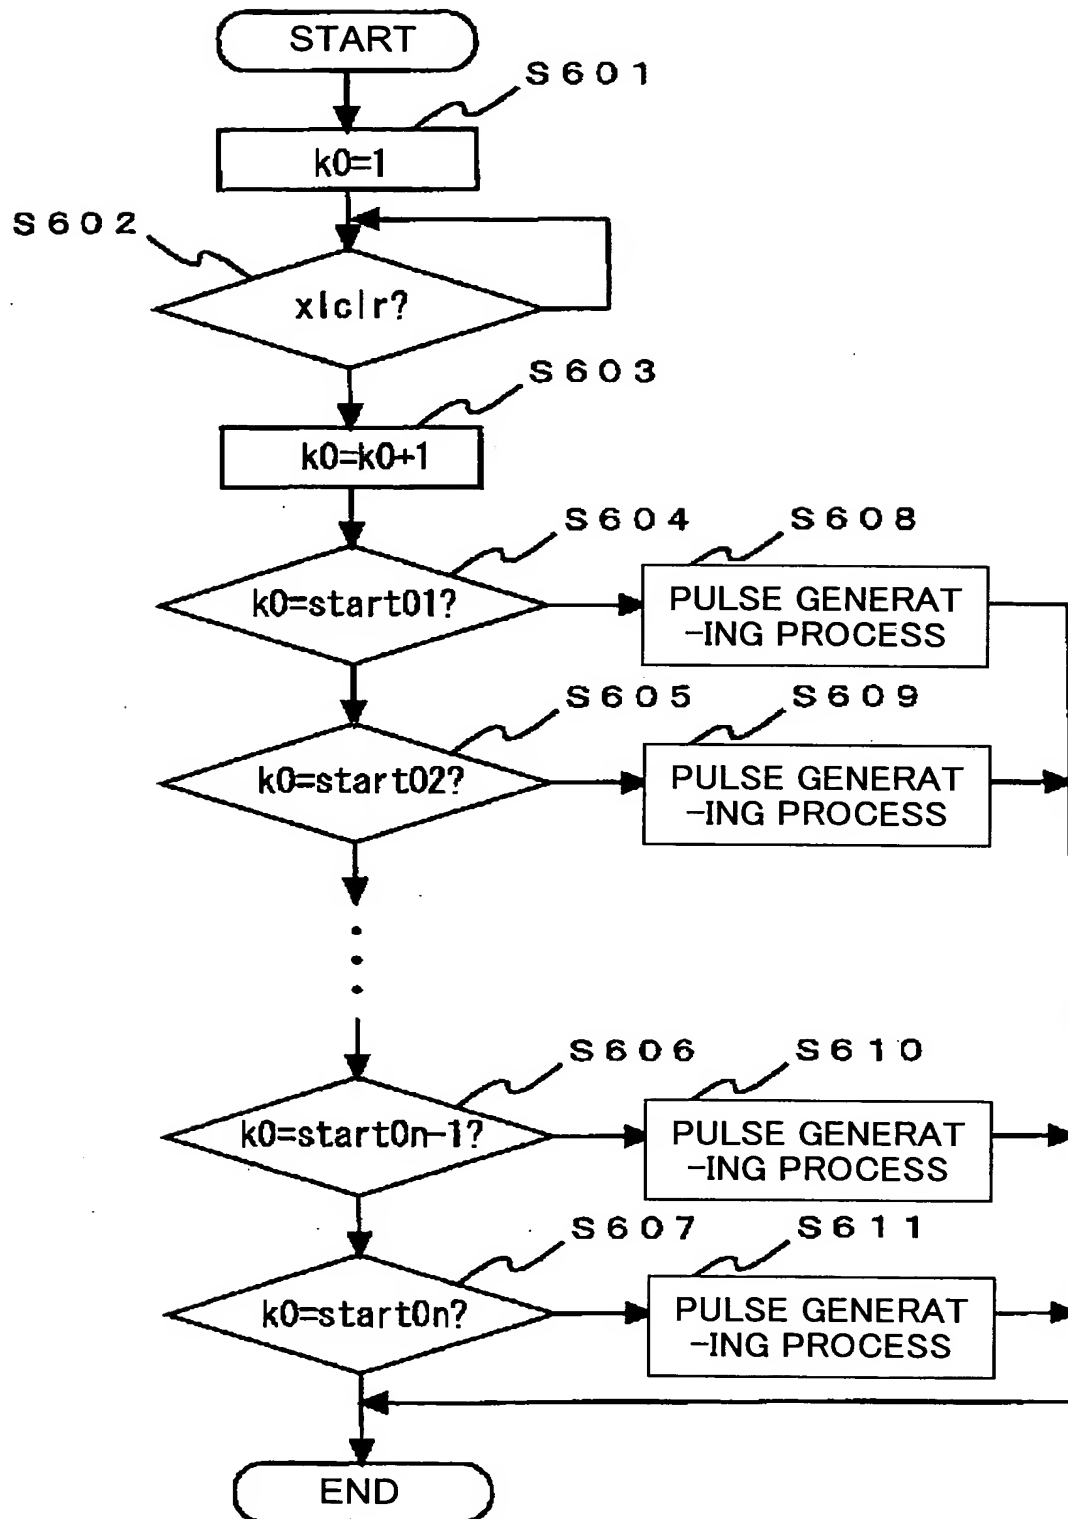 START
S601
k0=1
S602
xlclr?
S603
k0=k0+1
S604
S608
k0=start01?
PULSE GENERAT
-ING PROCESS
S605
S609
k0=start02?
PULSE GENERAT
-ING PROCESS
S606
S610
k0=start0n-1?
PULSE GENERAT
-ING PROCESS
S607
S611
k0=start0n?
PULSE GENERAT
-ING PROCESS
END